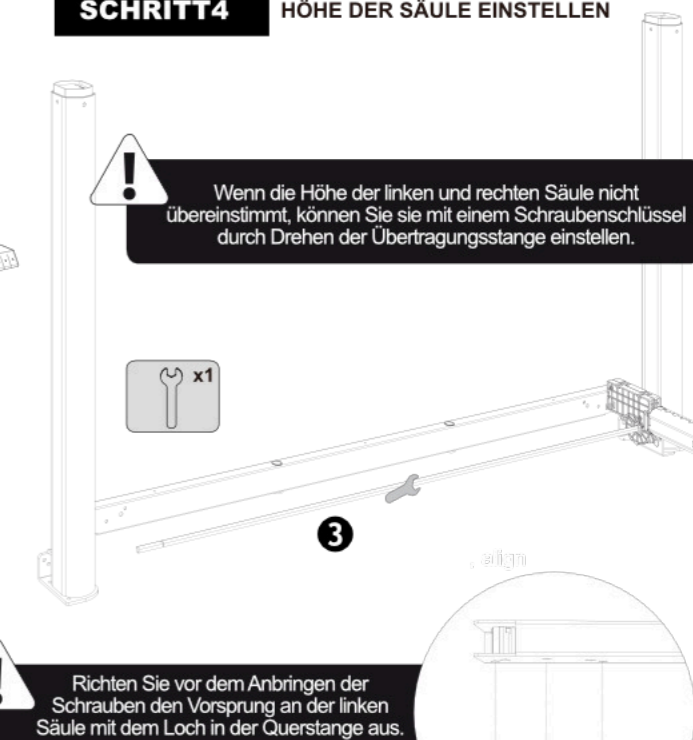 SCHRITT4
HÖHE DER SÄULE EINSTELLEN
!
Wenn die Höhe der linken und rechten Säule nicht
übereinstimmt, können Sie sie mit einem Schraubenschlüssel
durch Drehen der Übertragungsstange einstellen.
x1
3
align
!
Richten Sie vor dem Anbringen der
Schrauben den Vorsprung an der linken
Säule mit dem Loch in der Querstange aus.